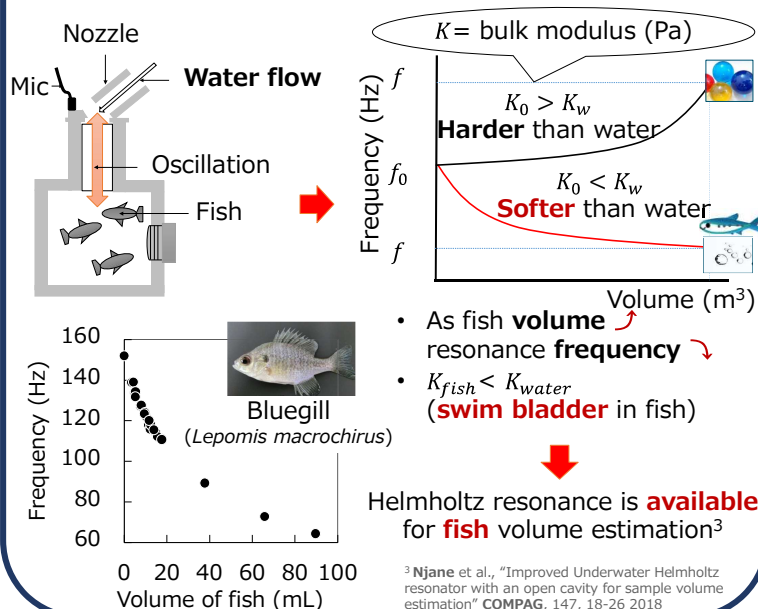 Nozzle
Mic
Water flow
Oscillation
Fish
K = bulk modulus (Pa)
Frequency (Hz)
f
K₀ > K_w
Harder than water
f₀
K₀ < K_w
Softer than water
f
Volume (m³)
• As fish volume
resonance frequency
• K_fish < K_water
(swim bladder in fish)
Frequency (Hz)
160
140
120
100
80
60
0 20 40 60 80 100
Volume of fish (mL)
Bluegill
(Lepomis macrochirus)
Helmholtz resonance is available
for fish volume estimation³
³ Njane et al., “Improved Underwater Helmholtz
resonator with an open cavity for sample volume
estimation” COMPAG, 147, 18-26 2018